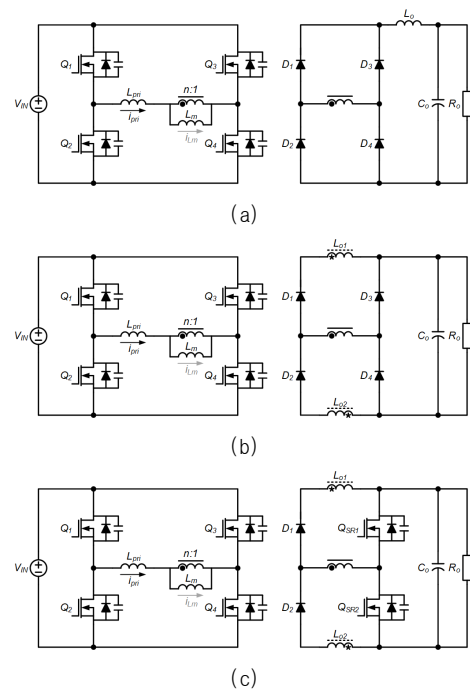 Lo
Q1 Q3 D1 D3
Lpri n:1
VIN Co Ro
ipri Lm
Q2 Q4 D2 D4
iLm
(a)
Lo1
Q1 Q3 D1 D3
Lpri n:1
VIN Co Ro
ipri Lm
Q2 Q4 D2 D4
iLm
Lo2
(b)
Lo1
Q1 Q3 D1 QSR1
Lpri n:1
VIN Co Ro
ipri Lm
Q2 Q4 D2 QSR2
iLm
Lo2
(c)